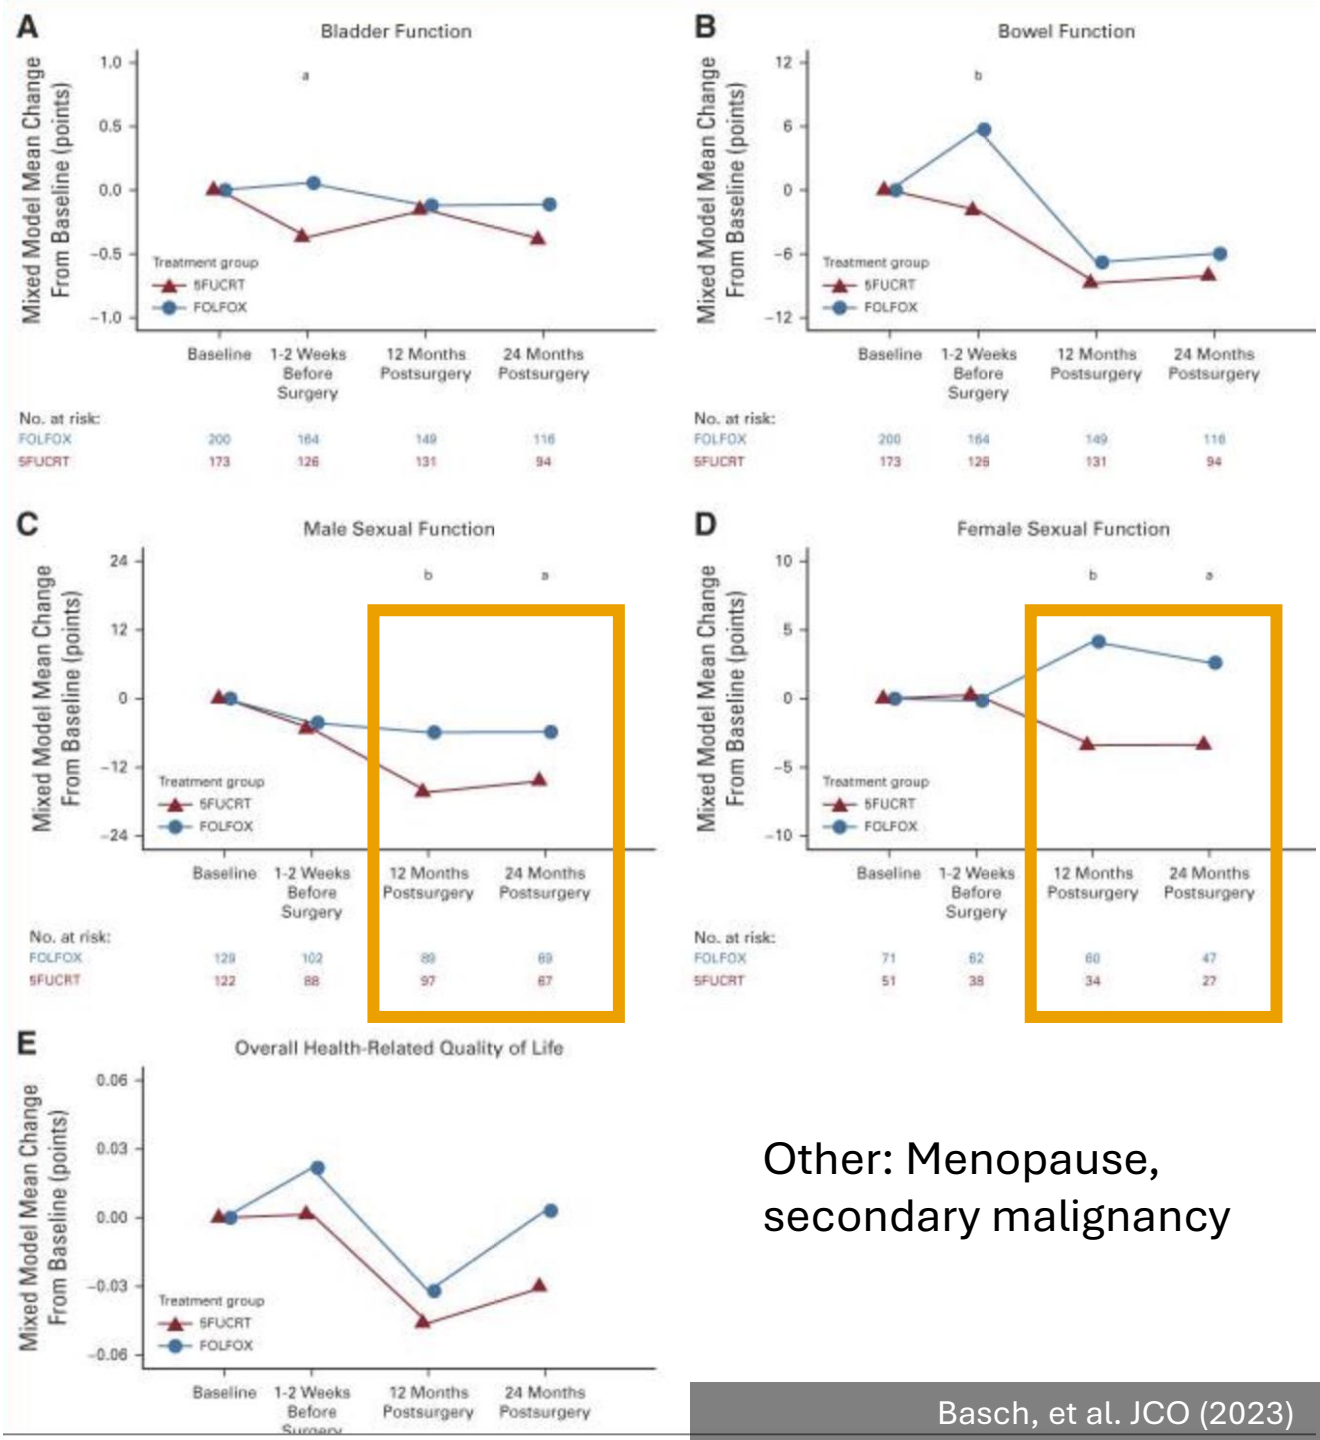 A
Bladder Function
Mixed Model Mean Change
From Baseline (points)
1.0
0.5
0.0
−0.5
−1.0
a
Treatment group
5FUCRT
FOLFOX
Baseline
1-2 Weeks
Before
Surgery
12 Months
Postsurgery
24 Months
Postsurgery
No. at risk:
FOLFOX 200 164 149 116
5FUCRT 173 126 131 94
B
Bowel Function
Mixed Model Mean Change
From Baseline (points)
12
6
0
−6
−12
b
Treatment group
5FUCRT
FOLFOX
Baseline
1-2 Weeks
Before
Surgery
12 Months
Postsurgery
24 Months
Postsurgery
No. at risk:
FOLFOX 200 164 149 116
5FUCRT 173 126 131 94
C
Male Sexual Function
Mixed Model Mean Change
From Baseline (points)
24
12
0
−12
−24
b
a
Treatment group
5FUCRT
FOLFOX
Baseline
1-2 Weeks
Before
Surgery
12 Months
Postsurgery
24 Months
Postsurgery
No. at risk:
FOLFOX 129 102 89 69
5FUCRT 122 88 97 67
D
Female Sexual Function
Mixed Model Mean Change
From Baseline (points)
10
5
0
−5
−10
b
a
Treatment group
5FUCRT
FOLFOX
Baseline
1-2 Weeks
Before
Surgery
12 Months
Postsurgery
24 Months
Postsurgery
No. at risk:
FOLFOX 71 62 60 47
5FUCRT 51 38 34 27
E
Overall Health-Related Quality of Life
Mixed Model Mean Change
From Baseline (points)
0.06
0.03
0.00
−0.03
−0.06
Treatment group
5FUCRT
FOLFOX
Baseline
1-2 Weeks
Before
Surgery
12 Months
Postsurgery
24 Months
Postsurgery
Other: Menopause,
secondary malignancy
Basch, et al. JCO (2023)